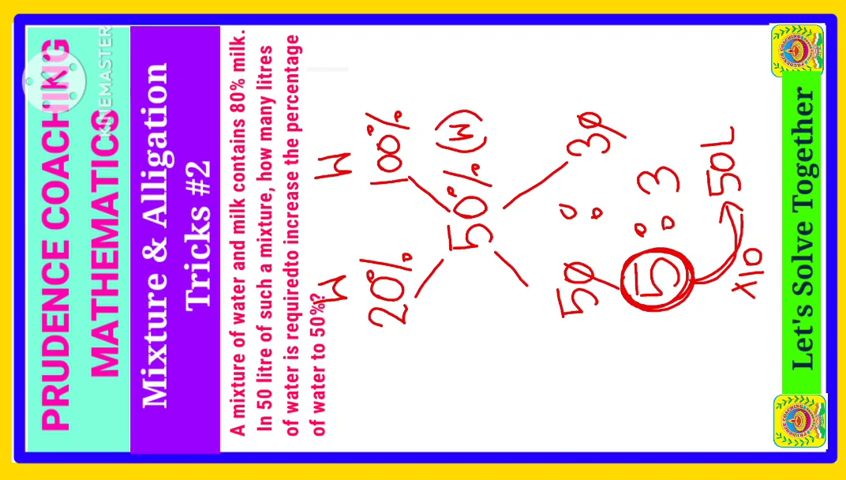 PRUDENCE COACHING
MATHEMATICS
KINEMASTER
Mixture & Alligation
Tricks #2
A mixture of water and milk contains 80% milk.
In 50 litre of such a mixture, how many litres
of water is requiredto increase the percentage
of water to 50%?
W W
20% 100%
50% (W)
50 : 30
5 : 3
x10 50L
Let's Solve Together